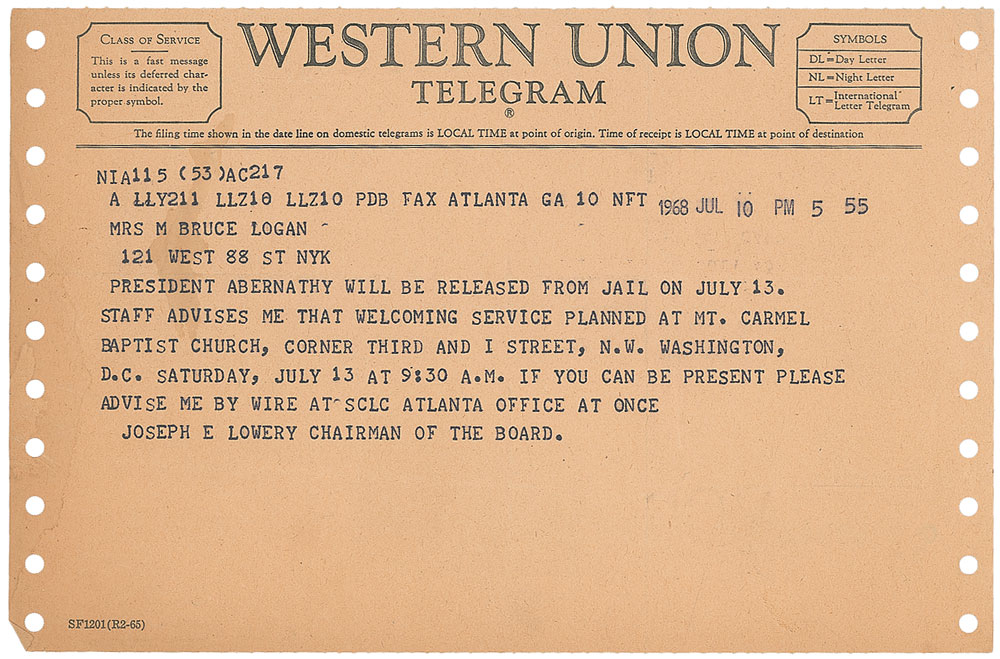 CLASS OF SERVICE
This is a fast message
unless its deferred char-
acter is indicated by the
proper symbol.
WESTERN UNION
TELEGRAM
®
SYMBOLS
DL=Day Letter
NL=Night Letter
LT=International Letter Telegram
The filing time shown in the date line on domestic telegrams is LOCAL TIME at point of origin. Time of receipt is LOCAL TIME at point of destination
NIA115 (53)AC217
A LLY211 LLZ10 LLZ10 PDB FAX ATLANTA GA 10 NFT 1968 JUL 10 PM 5 55
MRS M BRUCE LOGAN
121 WEST 88 ST NYK
PRESIDENT ABERNATHY WILL BE RELEASED FROM JAIL ON JULY 13.
STAFF ADVISES ME THAT WELCOMING SERVICE PLANNED AT MT. CARMEL
BAPTIST CHURCH, CORNER THIRD AND I STREET, N.W. WASHINGTON,
D.C. SATURDAY, JULY 13 AT 9:30 A.M. IF YOU CAN BE PRESENT PLEASE
ADVISE ME BY WIRE AT SCLC ATLANTA OFFICE AT ONCE
JOSEPH E LOWERY CHAIRMAN OF THE BOARD.
SF1201(R2-65)